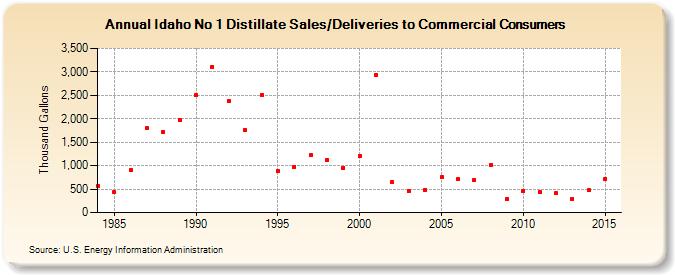 Annual Idaho No 1 Distillate Sales/Deliveries to Commercial Consumers
Thousand Gallons
3,500
3,000
2,500
2,000
1,500
1,000
500
0
1985 1990 1995 2000 2005 2010 2015
Source: U.S. Energy Information Administration